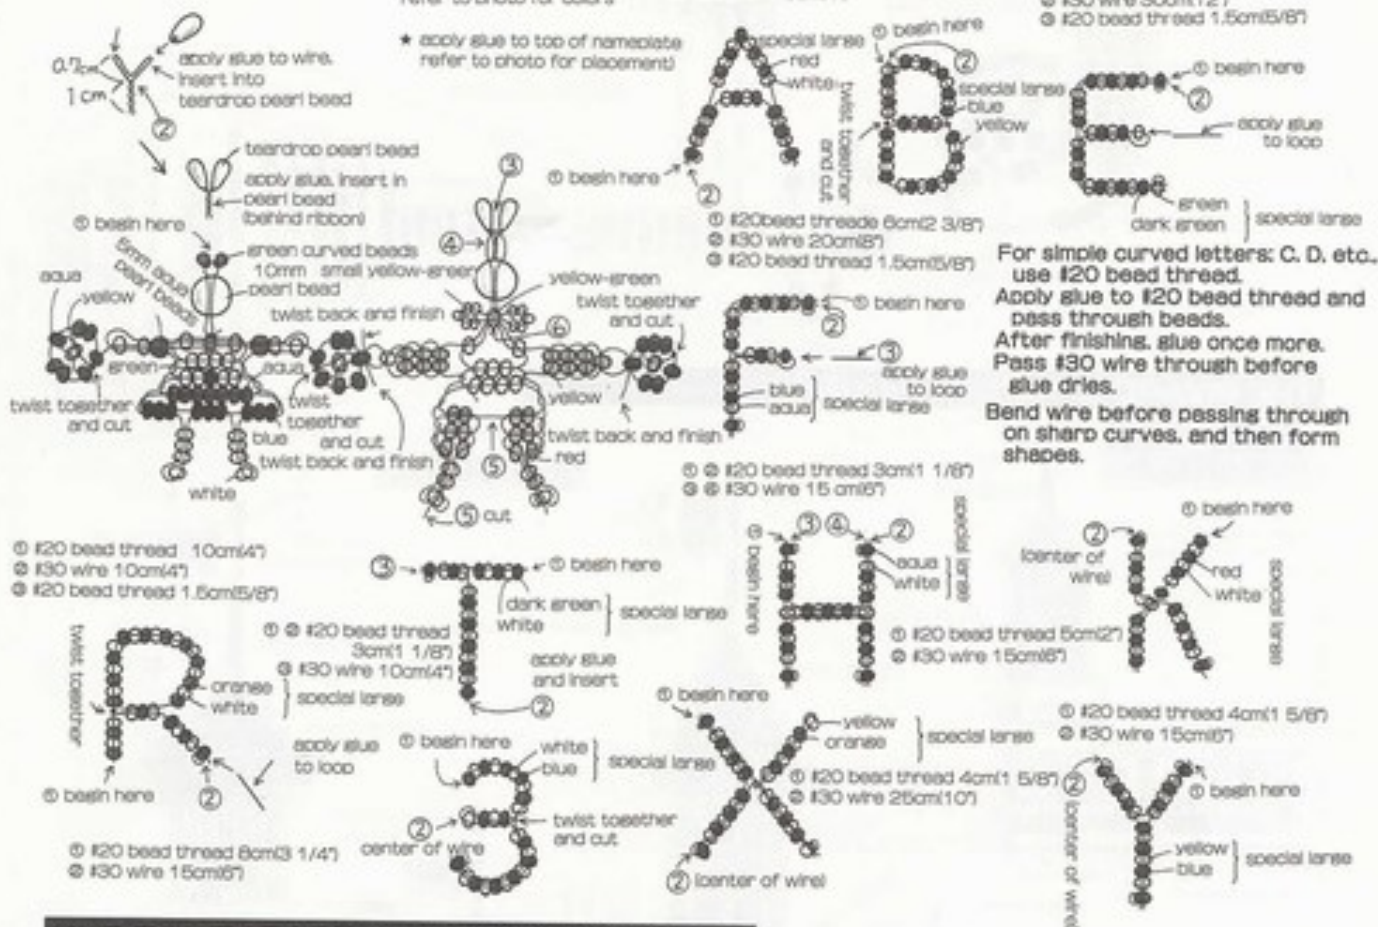 ★ apply glue to top of nameplate
refer to photo for placement)
③ #20 bead thread 1.5cm(5/8")
0.7cm
1cm
②
apply glue to wire,
insert into
teardrop pearl bead
teardrop pearl bead
apply glue, insert in
pearl bead
(behind ribbon)
① begin here
green curved beads
10mm
pearl bead
6mm aqua
pearl beads
aqua
yellow
green
aqua
twist together
and cut
blue
white
twist back and finish
twist
together
and cut
twist back and finish
③
④
small yellow-green
yellow-green
⑥
twist together
and cut
yellow
twist back and finish
red
⑤
⑤ cut
special large
red
white
① begin here
②
① #20bead threade 6cm(2 3/8")
② #30 wire 20cm(8")
③ #20 bead thread 1.5cm(5/8")
① begin here
②
special large
blue
yellow
twist together
and cut
① begin here
②
apply glue
to loop
green
dark green
special large
For simple curved letters: C. D. etc.,
use #20 bead thread.
Apply glue to #20 bead thread and
pass through beads.
After finishing, glue once more.
Pass #30 wire through before
glue dries.
Bend wire before passing through
on sharp curves, and then form
shapes.
① begin here
②
③
apply glue
to loop
blue
aqua
special large
① #20 bead thread 10cm(4")
② #30 wire 10cm(4")
③ #20 bead thread 1.5cm(5/8")
twist together
orange
white
special large
apply glue
to loop
① begin here
②
③
① begin here
dark green
white
special large
① ② #20 bead thread
3cm(1 1/8")
③ #30 wire 10cm(4")
apply glue
and insert
②
① ② #20 bead thread 3cm(1 1/8")
③ ④ #30 wire 15 cm(6")
① begin here
③ ④ ②
aqua
white
special large
① begin here
②
(center of
wire)
red
white
special large
① #20 bead thread 5cm(2")
② #30 wire 15cm(6")
① #20 bead thread 8cm(3 1/4")
② #30 wire 15cm(6")
① begin here
white
blue
special large
②
center of wire
twist together
and cut
① begin here
yellow
orange
special large
① #20 bead thread 4cm(1 5/8")
② #30 wire 25cm(10")
② (center of wire)
① #20 bead thread 4cm(1 5/8")
② #30 wire 15cm(6")
②
(center of wire)
① begin here
yellow
blue
special large